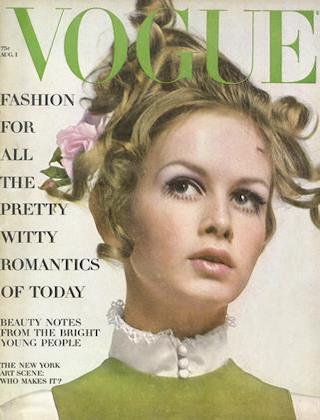 VOGUE
75¢
AUG. 1
FASHION
FOR
ALL
THE
PRETTY
WITTY
ROMANTICS
OF TODAY
BEAUTY NOTES
FROM THE BRIGHT
YOUNG PEOPLE
THE NEW YORK
ART SCENE:
WHO MAKES IT?